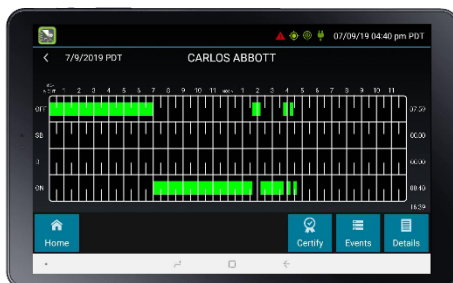 07/09/19 04:40 pm PDT
< 7/9/2019 PDT CARLOS ABBOTT
1 2 3 4 5 6 7 8 9 10 11 NOON 1 2 3 4 5 6 7 8 9 10 11
OFF 07:59
SB 00:00
D 00:00
ON 08:40
16:39
Home Certify Events Details